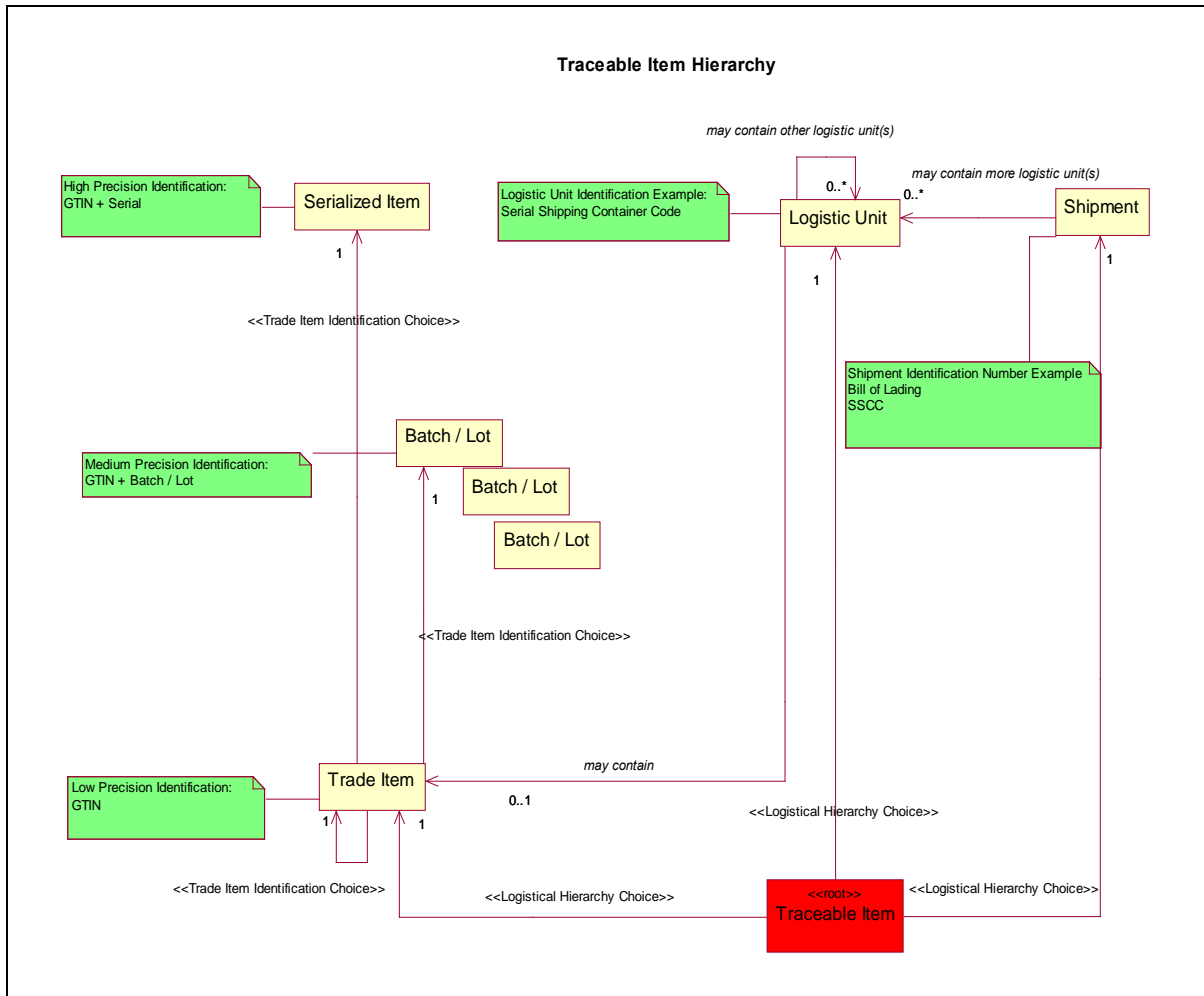 Traceable Item Hierarchy
may contain other logistic unit(s)
High Precision Identification:
GTIN + Serial
Serialized Item
1
Logistic Unit Identification Example:
Serial Shipping Container Code
0..*
Logistic Unit
1
may contain more logistic unit(s)
0..*
Shipment
1
<<Trade Item Identification Choice>>
Shipment Identification Number Example
Bill of Lading
SSCC
Medium Precision Identification:
GTIN + Batch / Lot
Batch / Lot
1
Batch / Lot
Batch / Lot
<<Trade Item Identification Choice>>
Low Precision Identification:
GTIN
Trade Item
1
1
may contain
0..1
<<Trade Item Identification Choice>>
<<Logistical Hierarchy Choice>>
<<Logistical Hierarchy Choice>>
<<root>>
Traceable Item
<<Logistical Hierarchy Choice>>